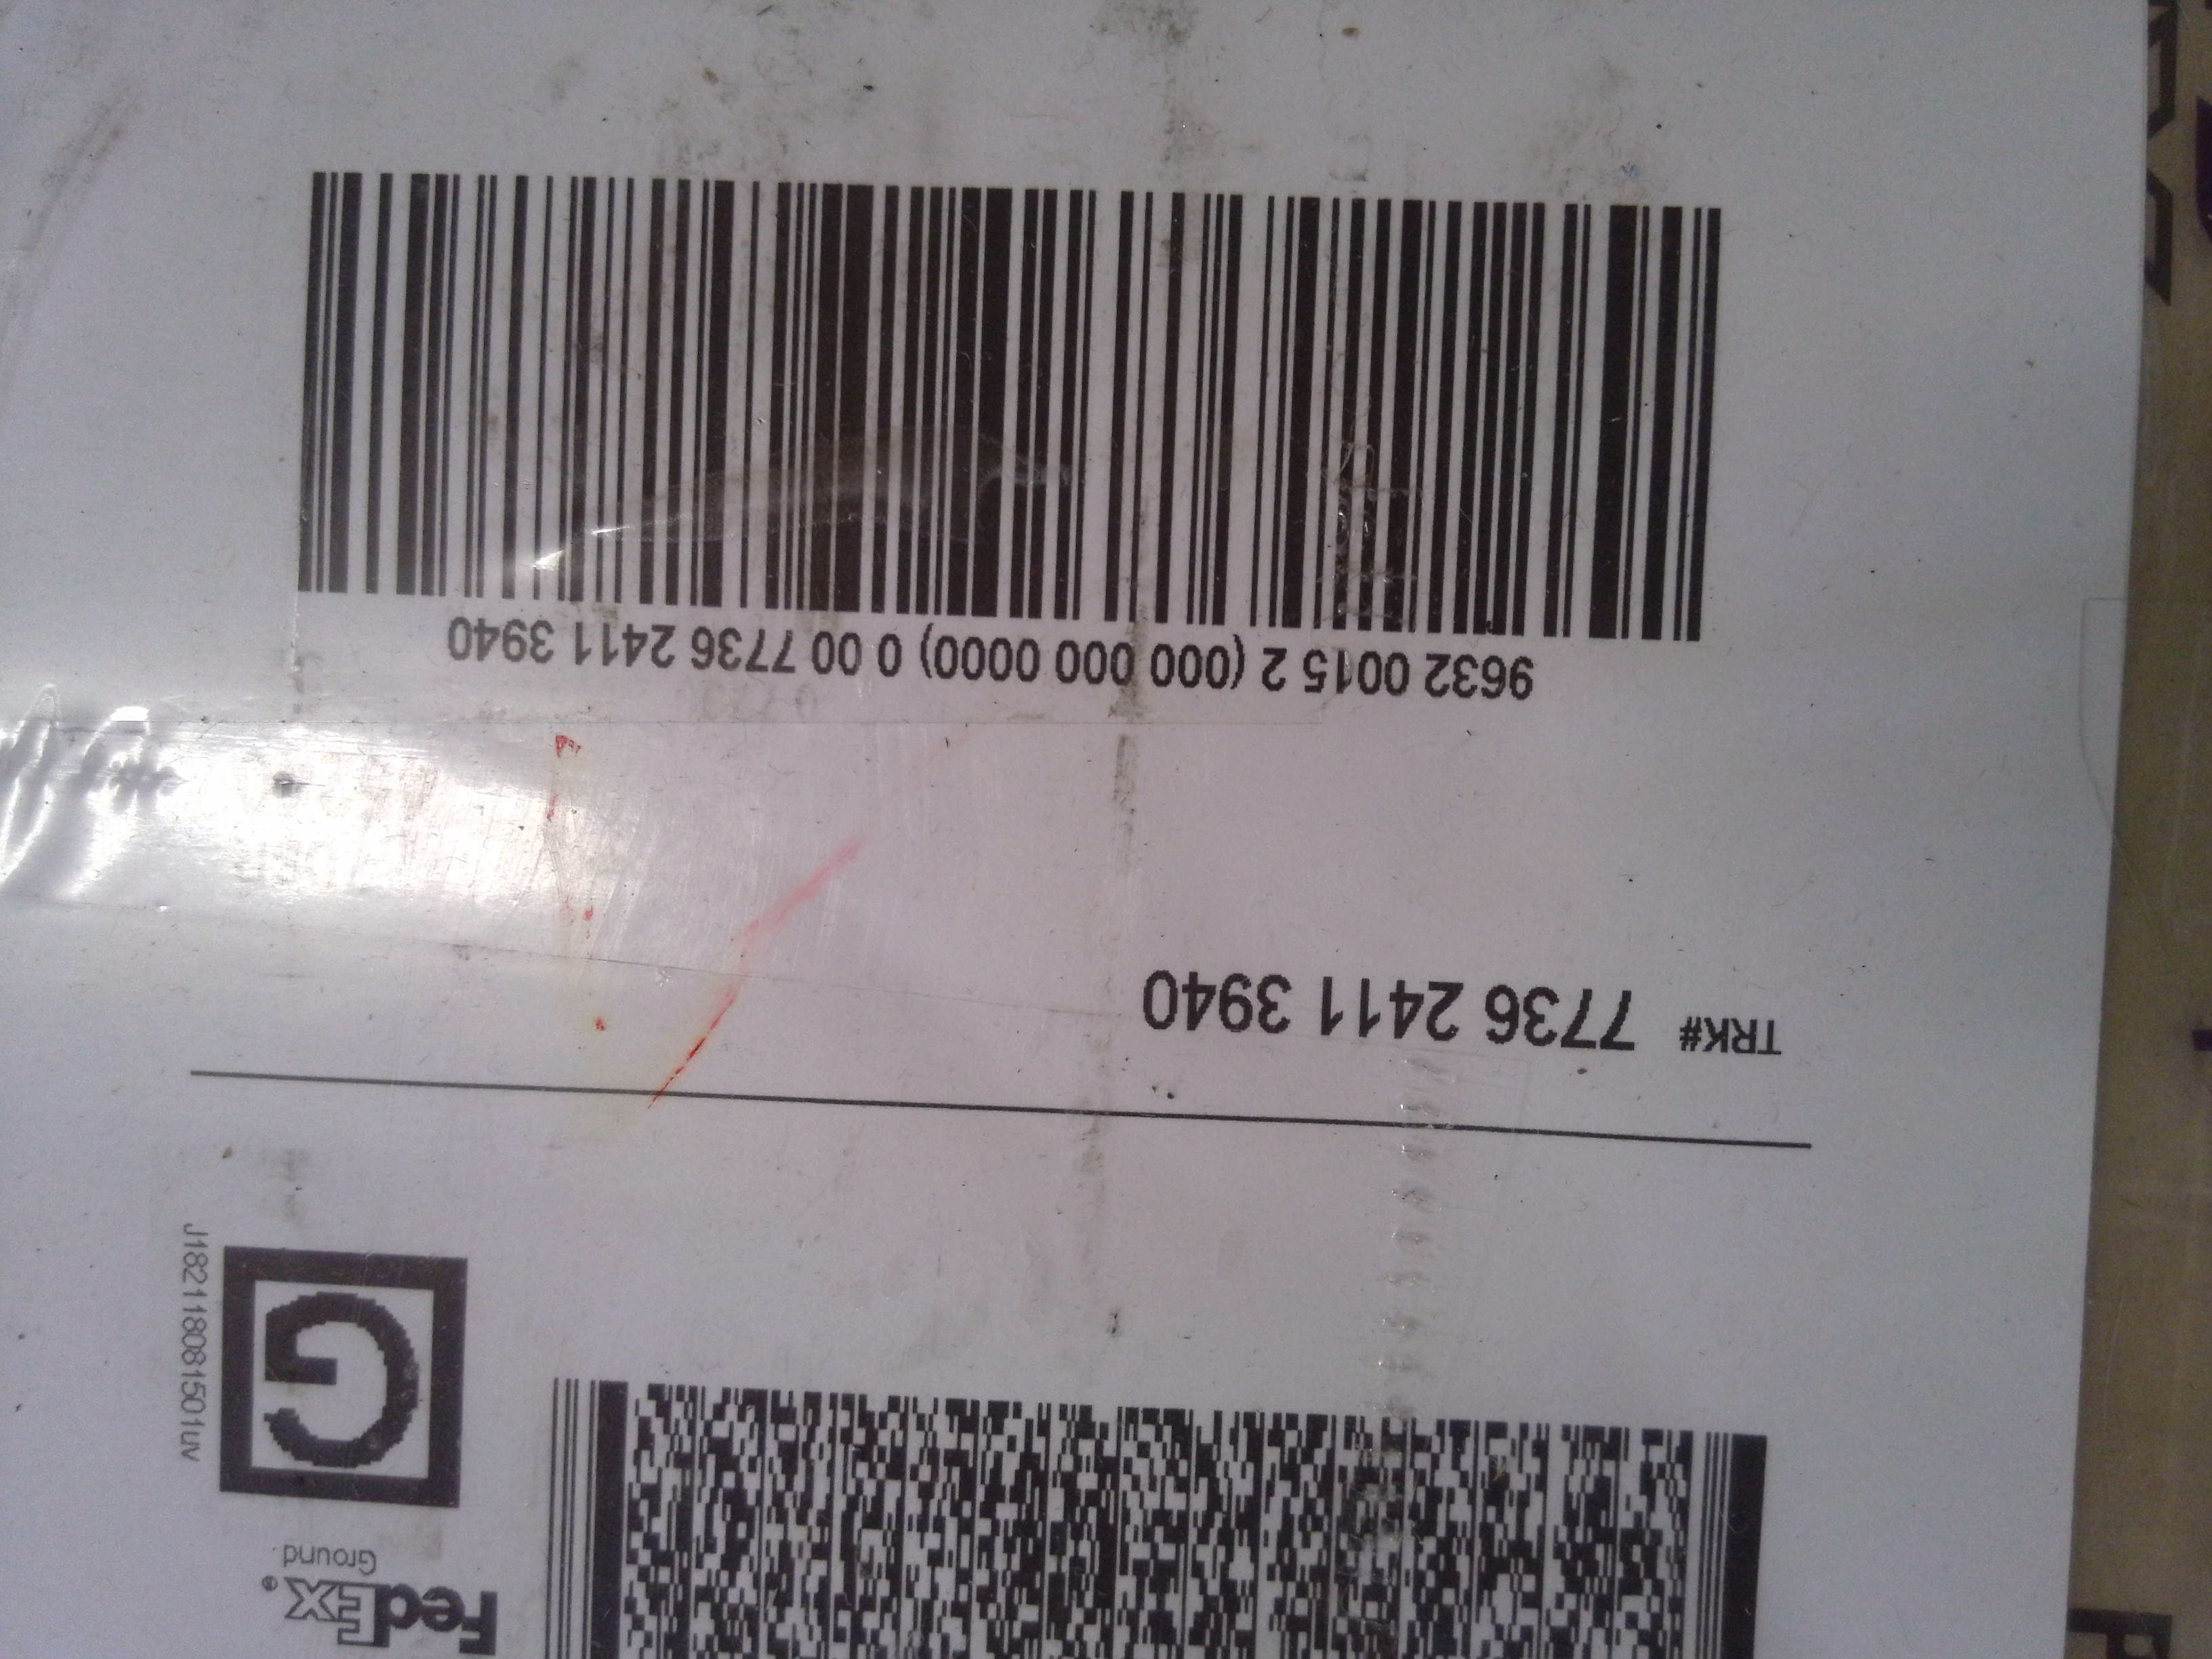 FedEx®
Ground
J182118081501uv
G
TRK# 7736 2411 3940
9632 0015 2 (000 000 0000) 0 00 7736 2411 3940